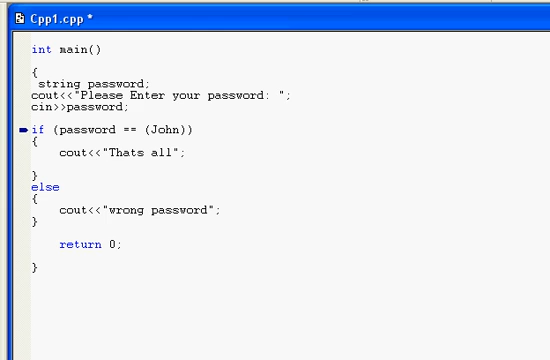 Cpp1.cpp *
int main()
{
string password;
cout<<"Please Enter your password: ";
cin>>password;
if (password == (John))
{
cout<<"Thats all";
}
else
{
cout<<"wrong password";
}
return 0;
}